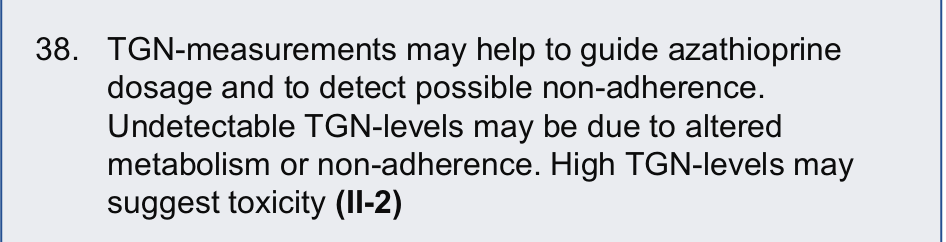 38. TGN-measurements may help to guide azathioprine
dosage and to detect possible non-adherence.
Undetectable TGN-levels may be due to altered
metabolism or non-adherence. High TGN-levels may
suggest toxicity (II-2)